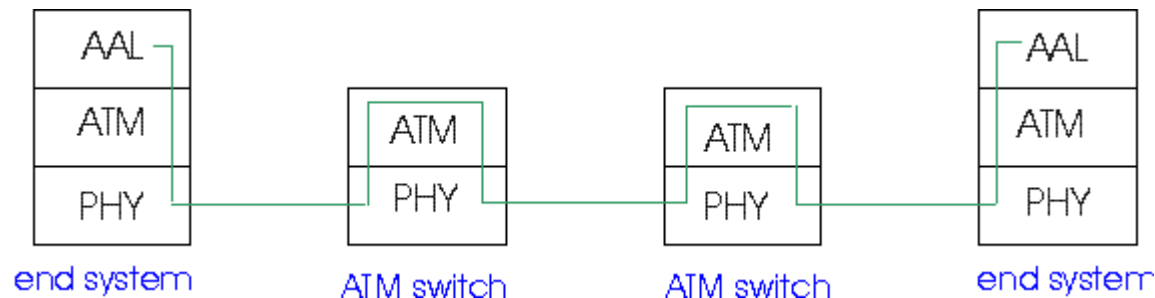 AAL
ATM
PHY
end system
ATM
PHY
ATM switch
ATM
PHY
ATM switch
AAL
ATM
PHY
end system